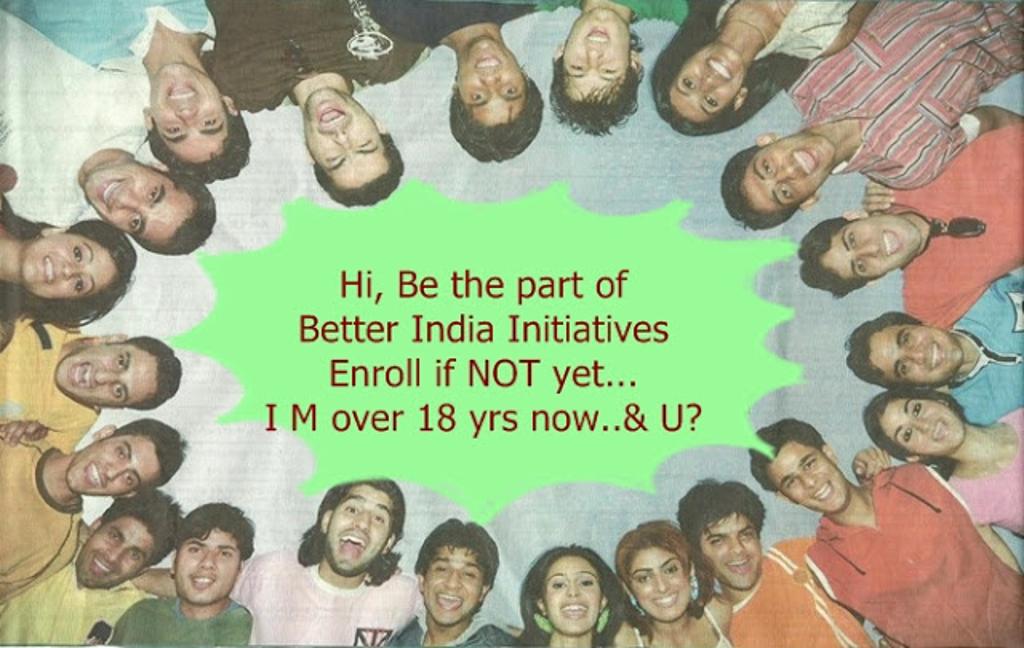 Hi, Be the part of
Better India Initiatives
Enroll if NOT yet...
I M over 18 yrs now..& U?